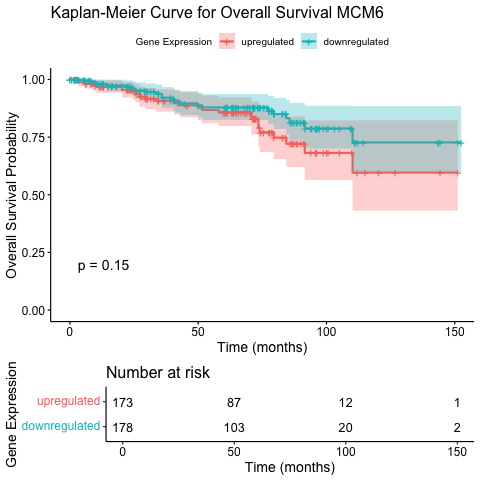 Kaplan-Meier Curve for Overall Survival MCM6
Gene Expression upregulated downregulated
Overall Survival Probability
1.00
0.75
0.50
0.25
0.00
p = 0.15
0 50 100 150
Time (months)
Number at risk
Gene Expression
upregulated 173 87 12 1
downregulated 178 103 20 2
0 50 100 150
Time (months)